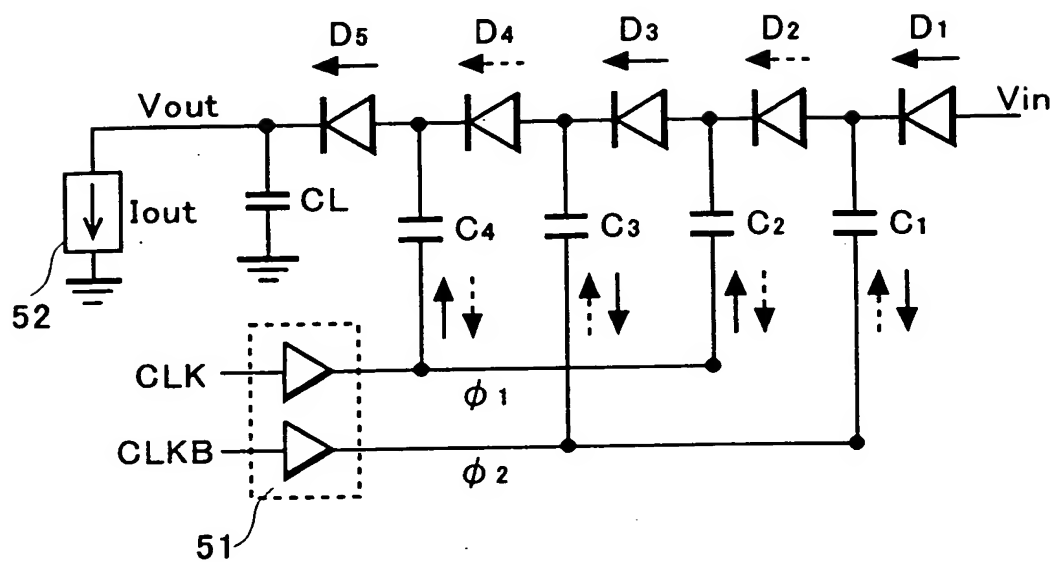 D5 D4 D3 D2 D1
Vout Vin
Iout CL C4 C3 C2 C1
52
CLK ϕ1
CLKB ϕ2
51